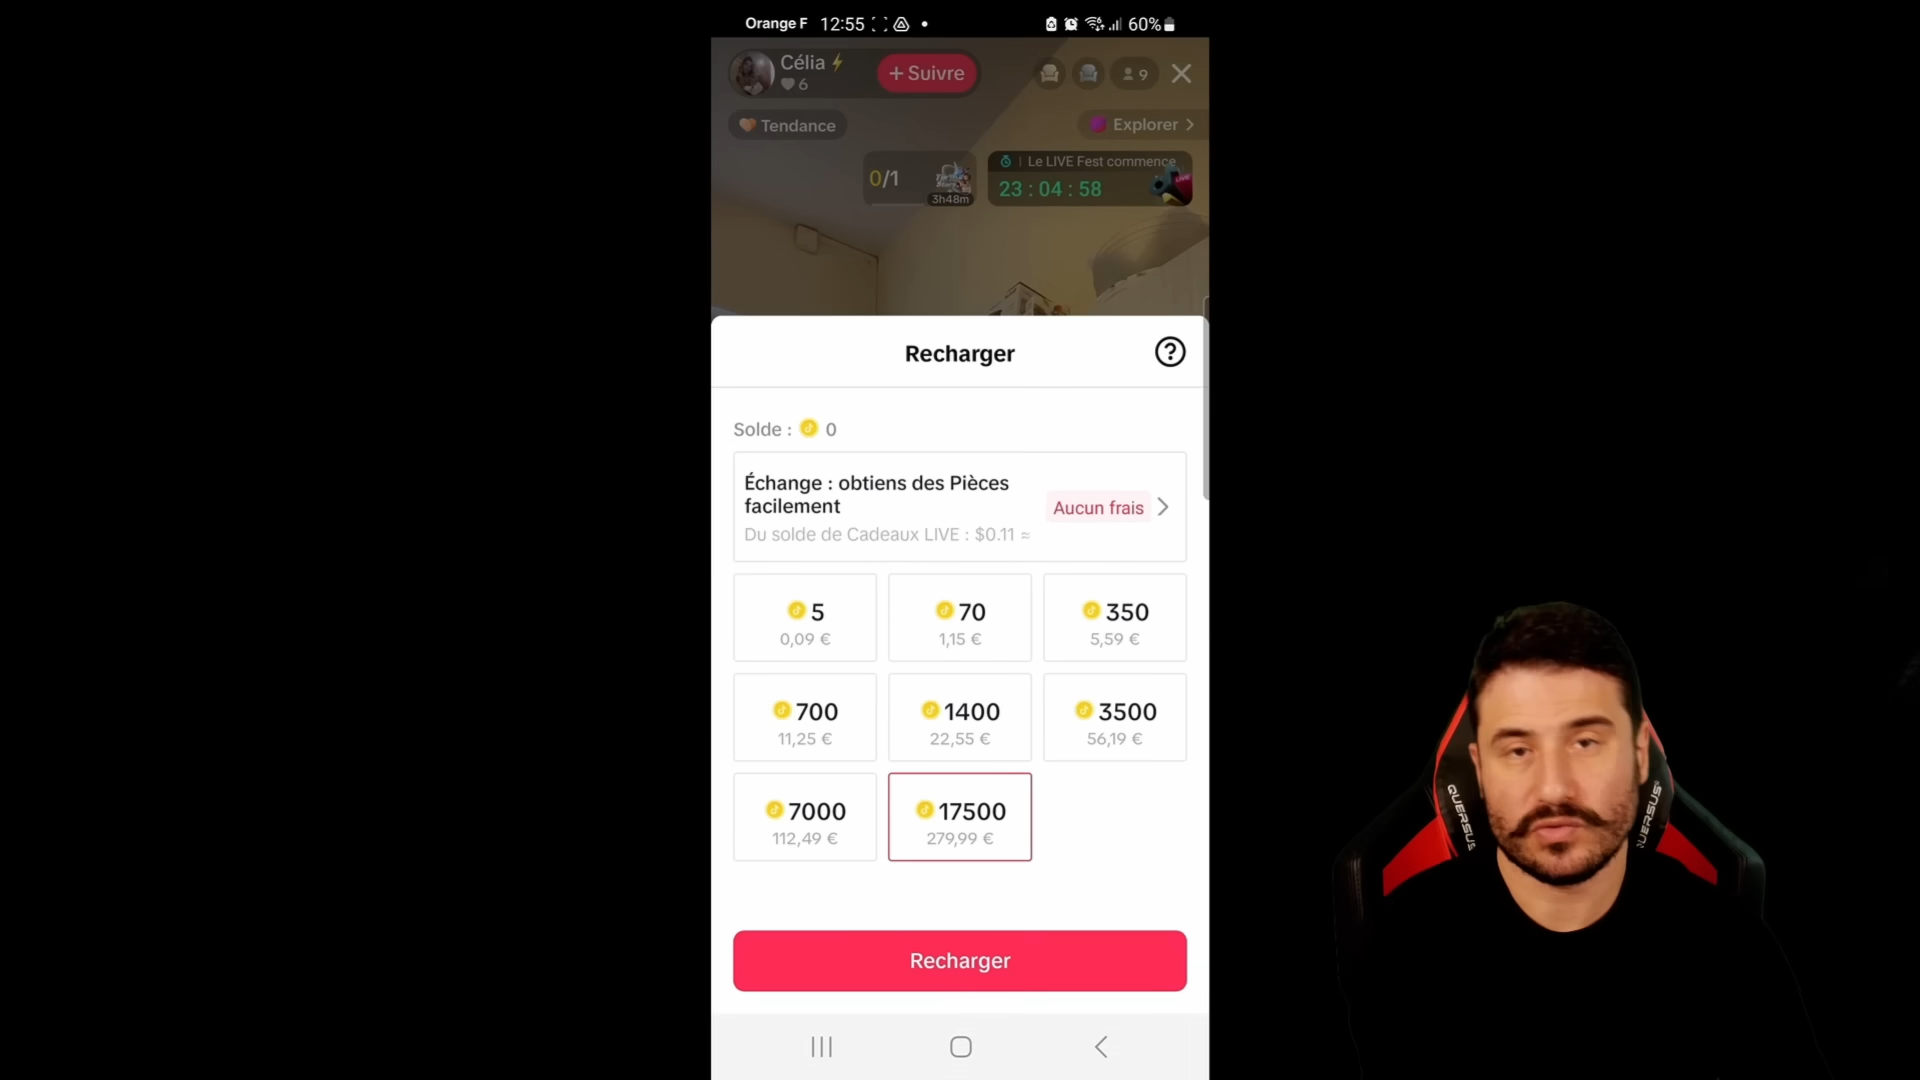 Orange F 12:55 60%
Célia
6
+ Suivre
9
Tendance
Explorer
0/1
3h48m
Le LIVE Fest commence
23 : 04 : 58
LIVE
Recharger
Solde : 0
Échange : obtiens des Pièces
facilement
Aucun frais
Du solde de Cadeaux LIVE : $0.11 ≈
5
0,09 €
70
1,15 €
350
5,59 €
700
11,25 €
1400
22,55 €
3500
56,19 €
7000
112,49 €
17500
279,99 €
Recharger
QUERSUS
QUERSUS